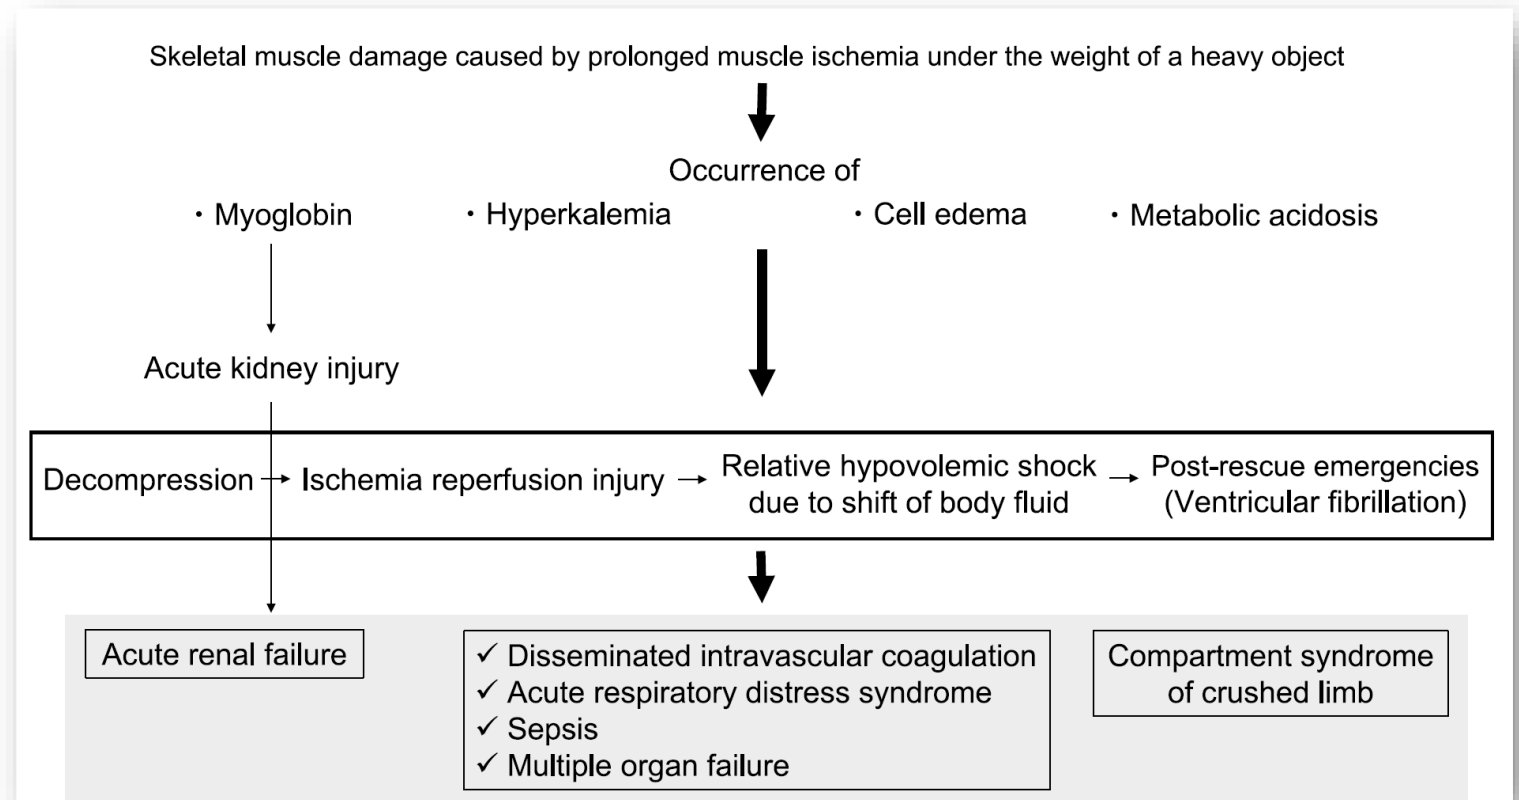 Skeletal muscle damage caused by prolonged muscle ischemia under the weight of a heavy object
Occurrence of
・Myoglobin ・Hyperkalemia ・Cell edema ・Metabolic acidosis
Acute kidney injury
Decompression → Ischemia reperfusion injury → Relative hypovolemic shock
due to shift of body fluid → Post-rescue emergencies
(Ventricular fibrillation)
Acute renal failure
✓ Disseminated intravascular coagulation
✓ Acute respiratory distress syndrome
✓ Sepsis
✓ Multiple organ failure
Compartment syndrome
of crushed limb